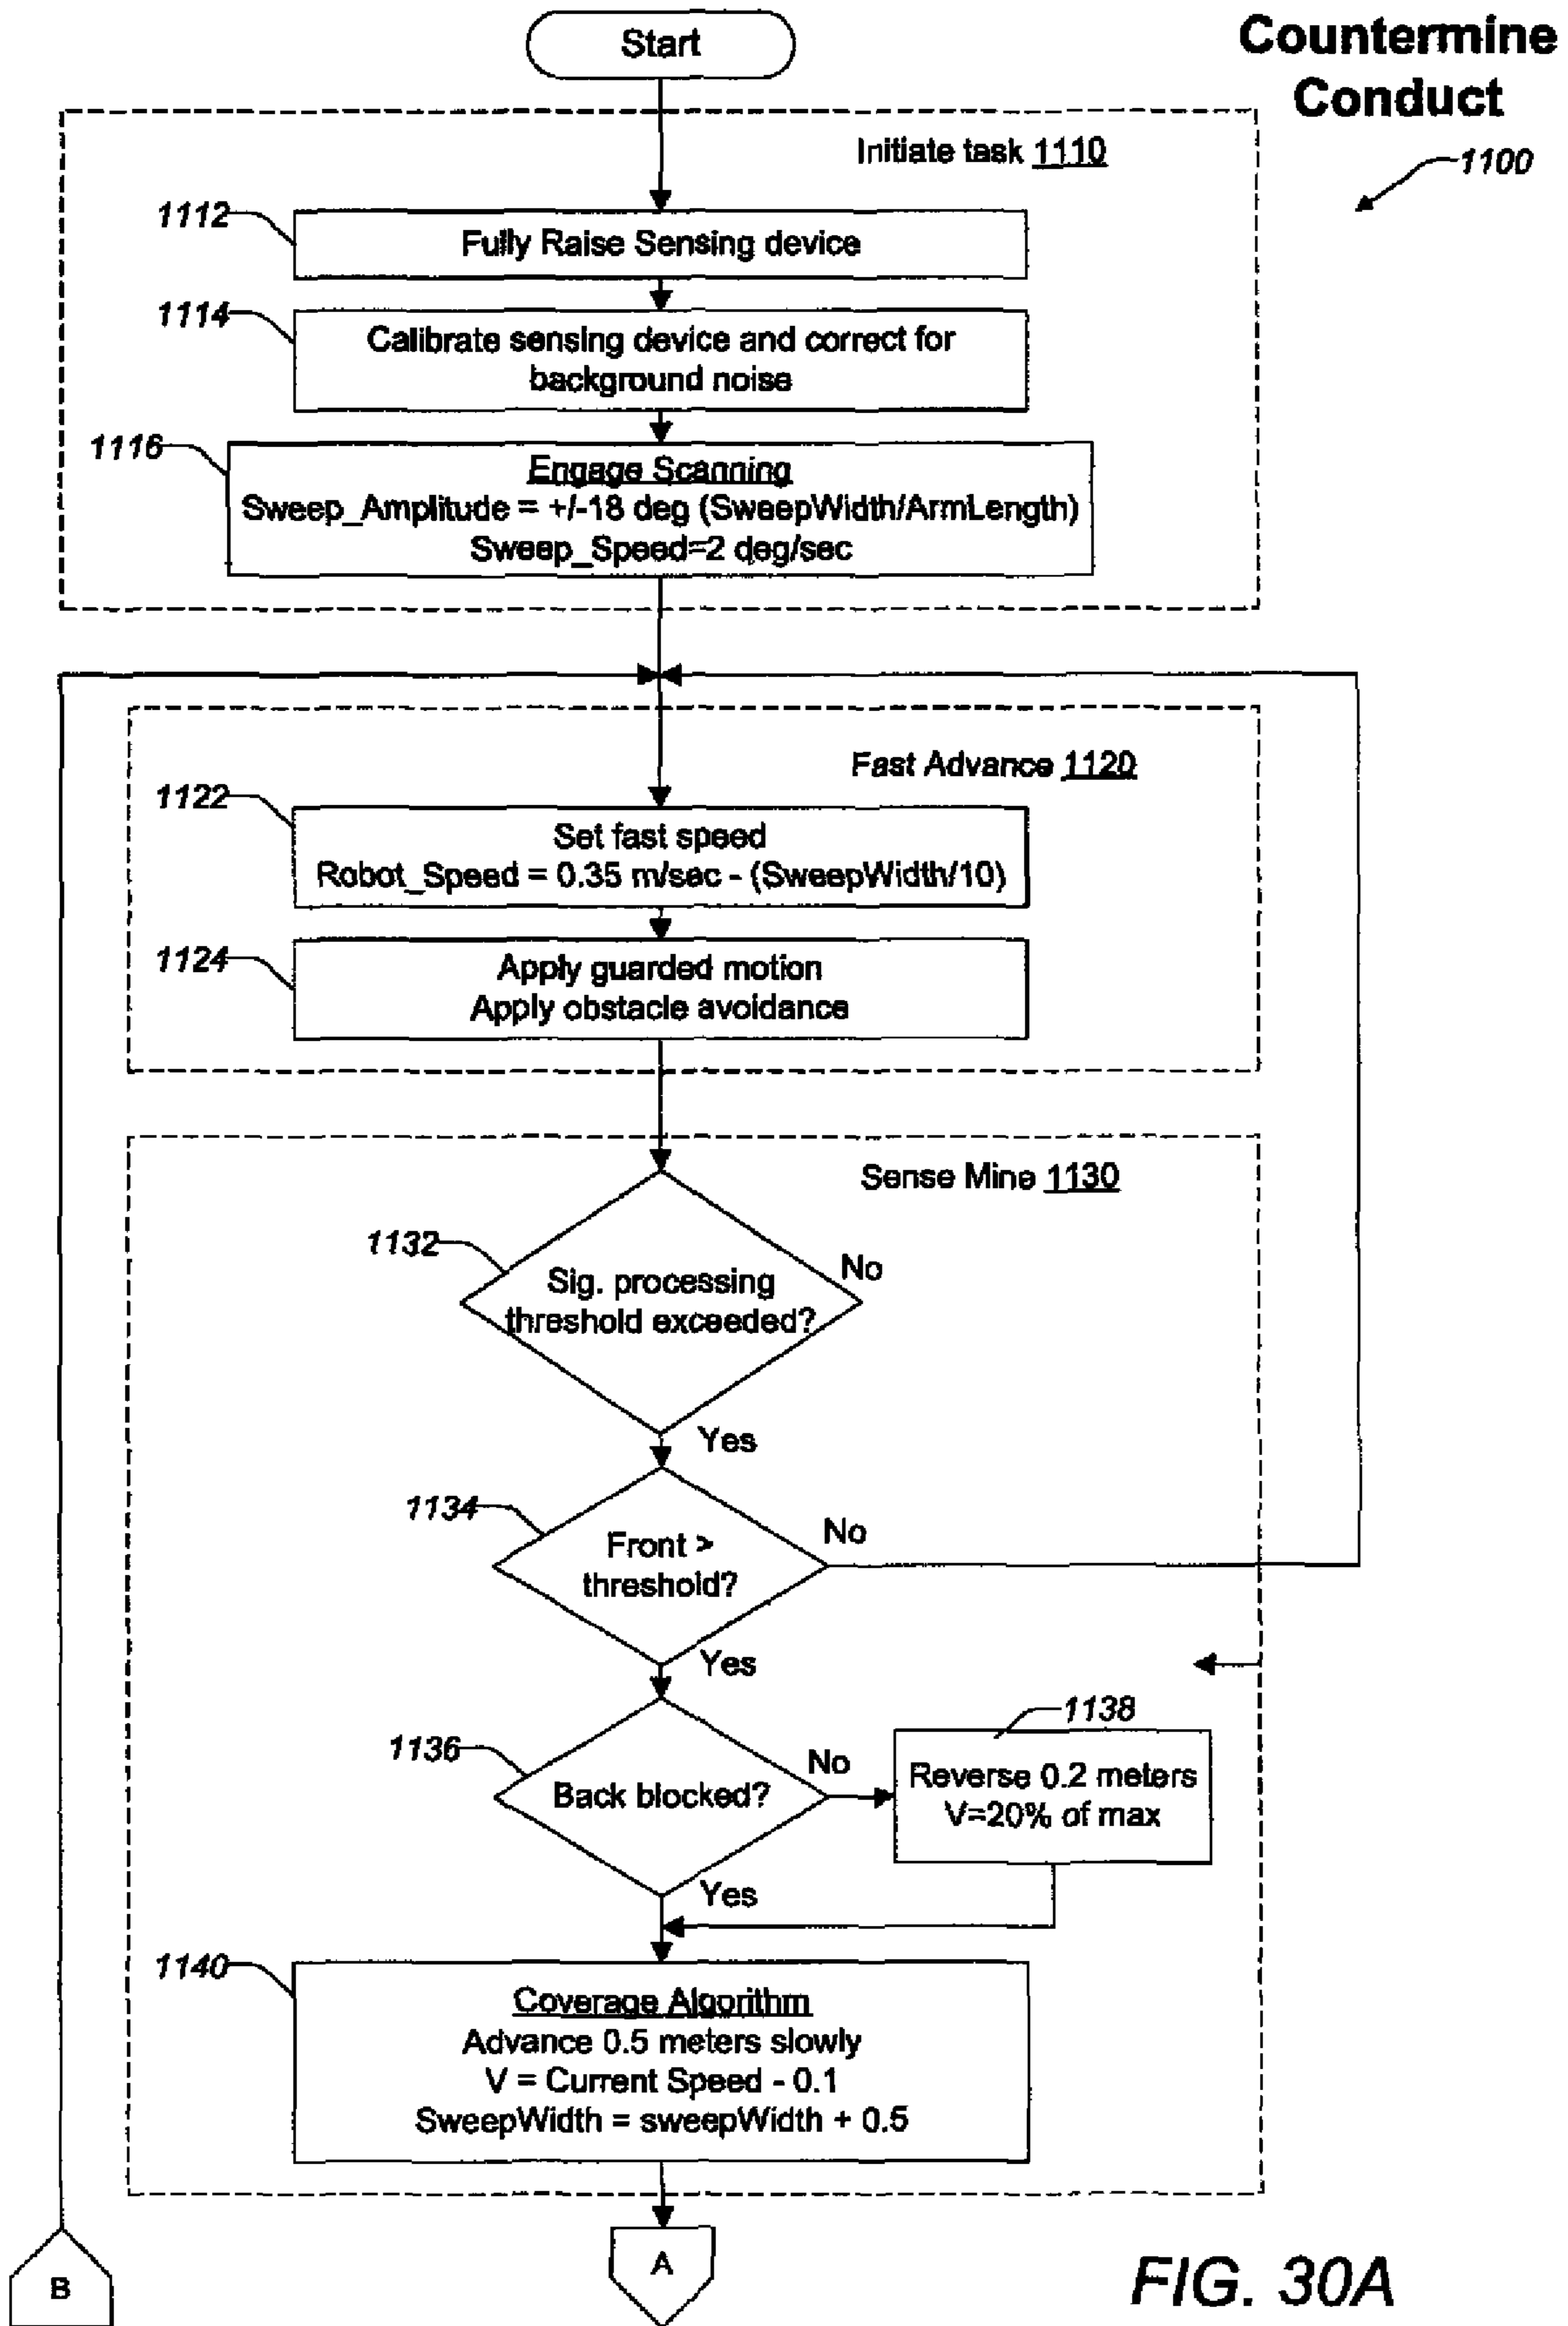 Start
Countermine
Conduct
1100
Initiate task 1110
1112
Fully Raise Sensing device
1114
Calibrate sensing device and correct for
background noise
1116
Engage Scanning
Sweep_Amplitude = +/-18 deg (SweepWidth/ArmLength)
Sweep_Speed=2 deg/sec
Fast Advance 1120
1122
Set fast speed
Robot_Speed = 0.35 m/sec - (SweepWidth/10)
1124
Apply guarded motion
Apply obstacle avoidance
Sense Mine 1130
1132
Sig. processing
threshold exceeded?
No
Yes
1134
Front >
threshold?
No
Yes
1136
Back blocked?
No
1138
Reverse 0.2 meters
V=20% of max
Yes
1140
Coverage Algorithm
Advance 0.5 meters slowly
V = Current Speed - 0.1
SweepWidth = sweepWidth + 0.5
B
A
FIG. 30A